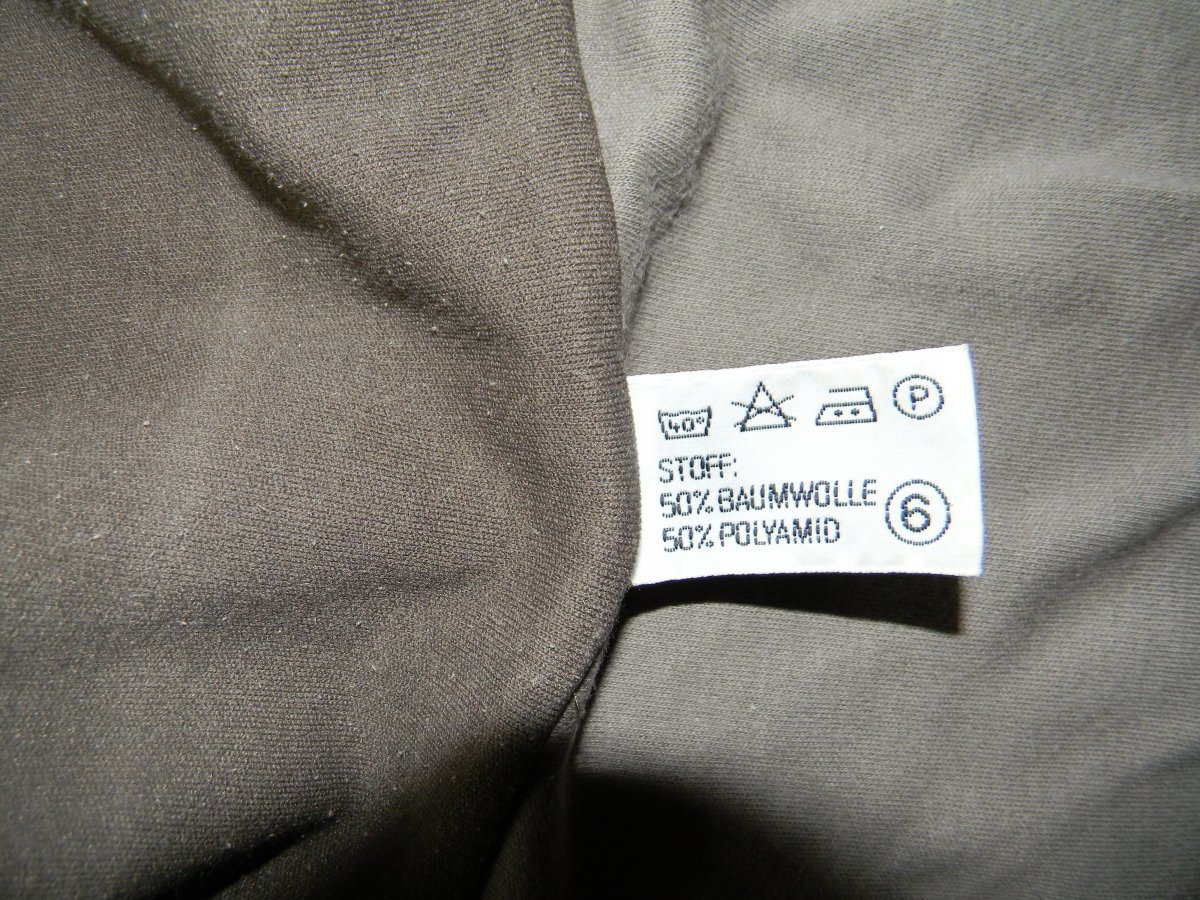 40° P
STOFF:
50% BAUMWOLLE 6
50% POLYAMID